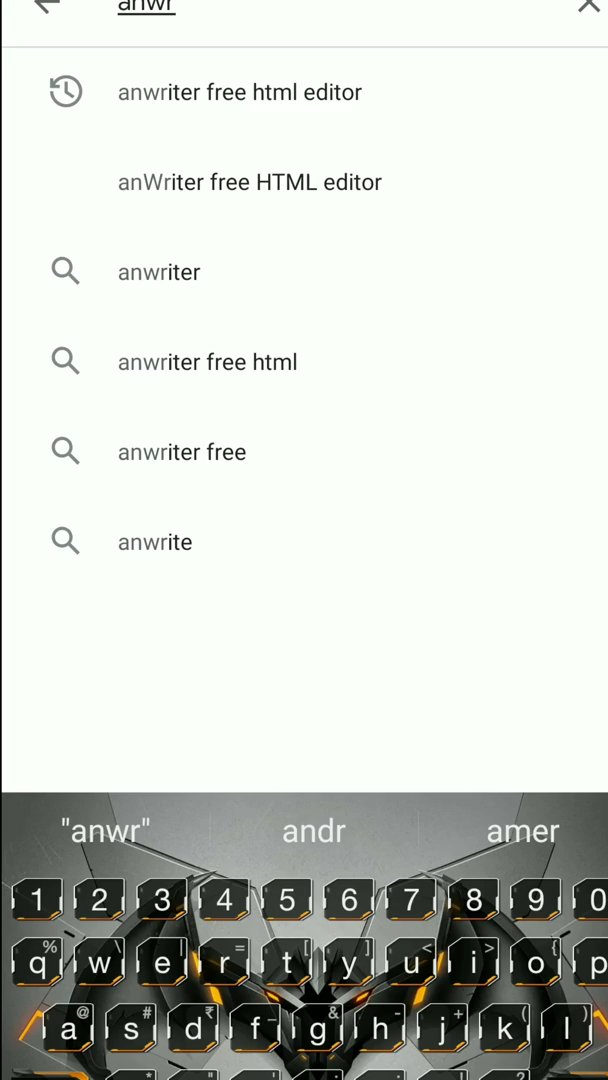 anwr
anwriter free html editor
anWriter free HTML editor
anwriter
anwriter free html
anwriter free
anwrite
"anwr" andr amer
1 2 3 4 5 6 7 8 9 0
% \ | = [ ] < > {
q w e r t y u i o p
@ # ₹ _ & - + ( )
a s d f g h j k l
* " ' : ; ! ?